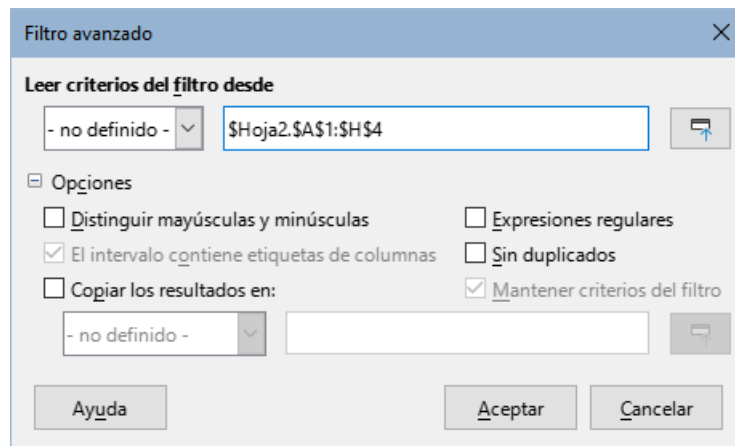 Filtro avanzado
Leer criterios del filtro desde
- no definido - $Hoja2.$A$1:$H$4
Opciones
Distinguir mayúsculas y minúsculas Expresiones regulares
El intervalo contiene etiquetas de columnas Sin duplicados
Copiar los resultados en: Mantener criterios del filtro
- no definido -
Ayuda Aceptar Cancelar